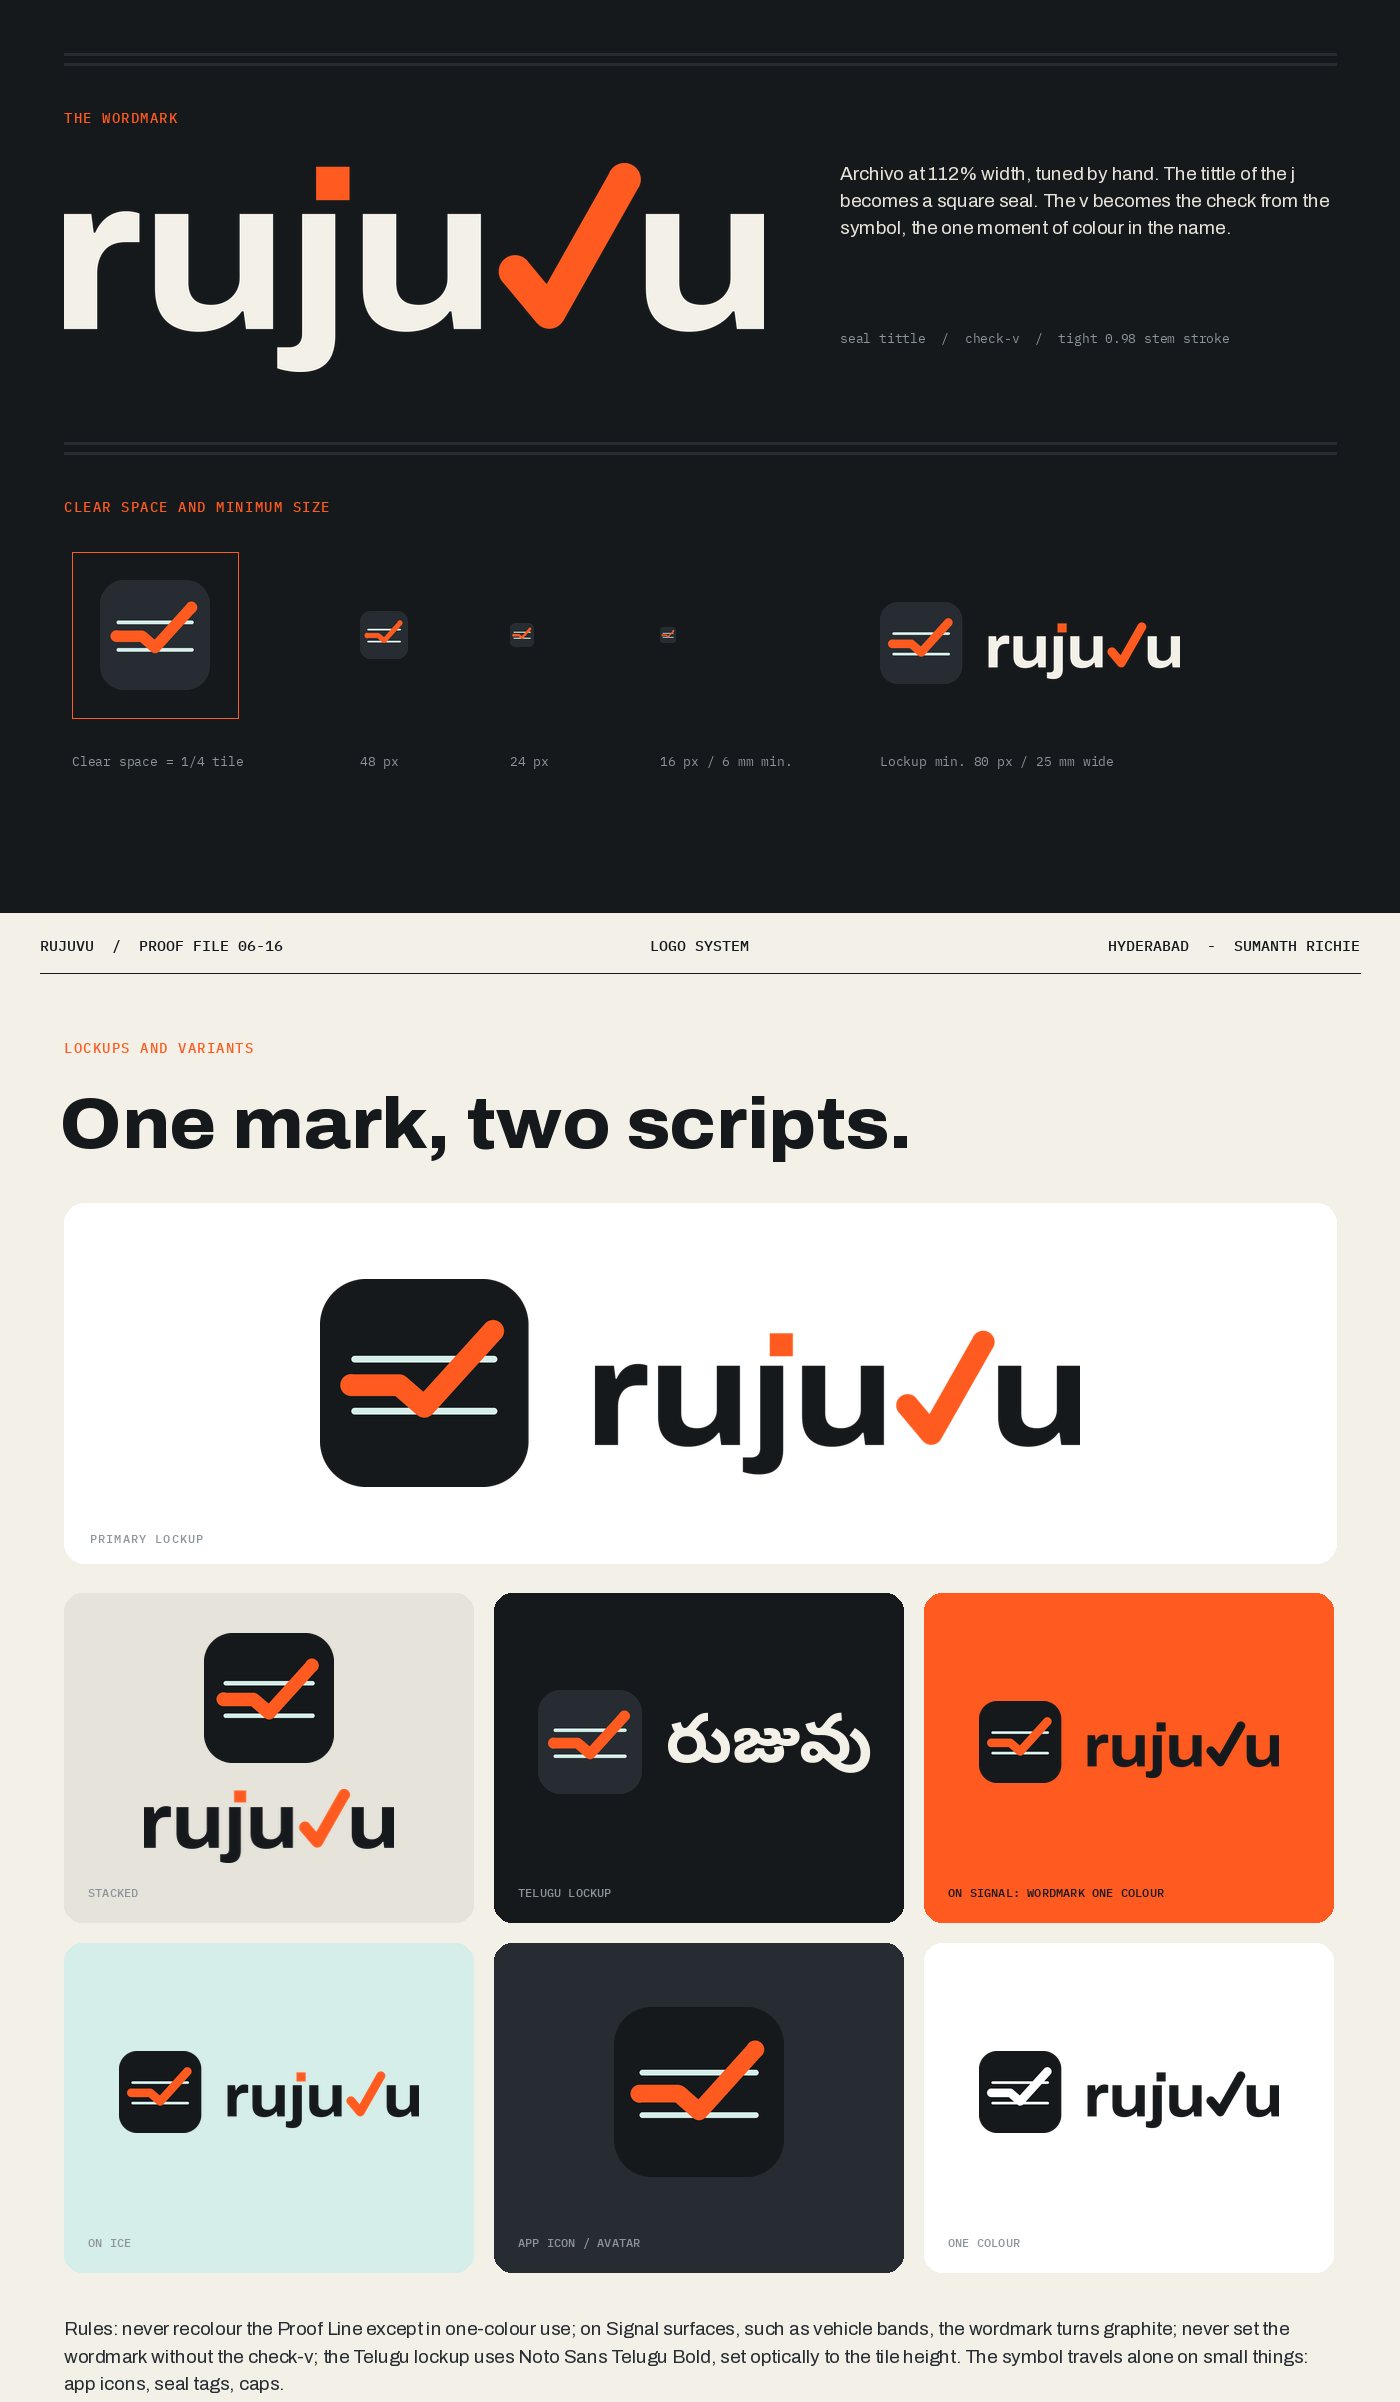 THE WORDMARK
rujuvu
Archivo at 112% width, tuned by hand. The tittle of the j
becomes a square seal. The v becomes the check from the
symbol, the one moment of colour in the name.
seal tittle / check-v / tight 0.98 stem stroke
CLEAR SPACE AND MINIMUM SIZE
rujuvu
Clear space = 1/4 tile
48 px
24 px
16 px / 6 mm min.
Lockup min. 80 px / 25 mm wide
RUJUVU / PROOF FILE 06-16
LOGO SYSTEM
HYDERABAD - SUMANTH RICHIE
LOCKUPS AND VARIANTS
One mark, two scripts.
rujuvu
PRIMARY LOCKUP
rujuvu
STACKED
రుజువు
TELUGU LOCKUP
rujuvu
ON SIGNAL: WORDMARK ONE COLOUR
rujuvu
ON ICE
APP ICON / AVATAR
rujuvu
ONE COLOUR
Rules: never recolour the Proof Line except in one-colour use; on Signal surfaces, such as vehicle bands, the wordmark turns graphite; never set the
wordmark without the check-v; the Telugu lockup uses Noto Sans Telugu Bold, set optically to the tile height. The symbol travels alone on small things:
app icons, seal tags, caps.